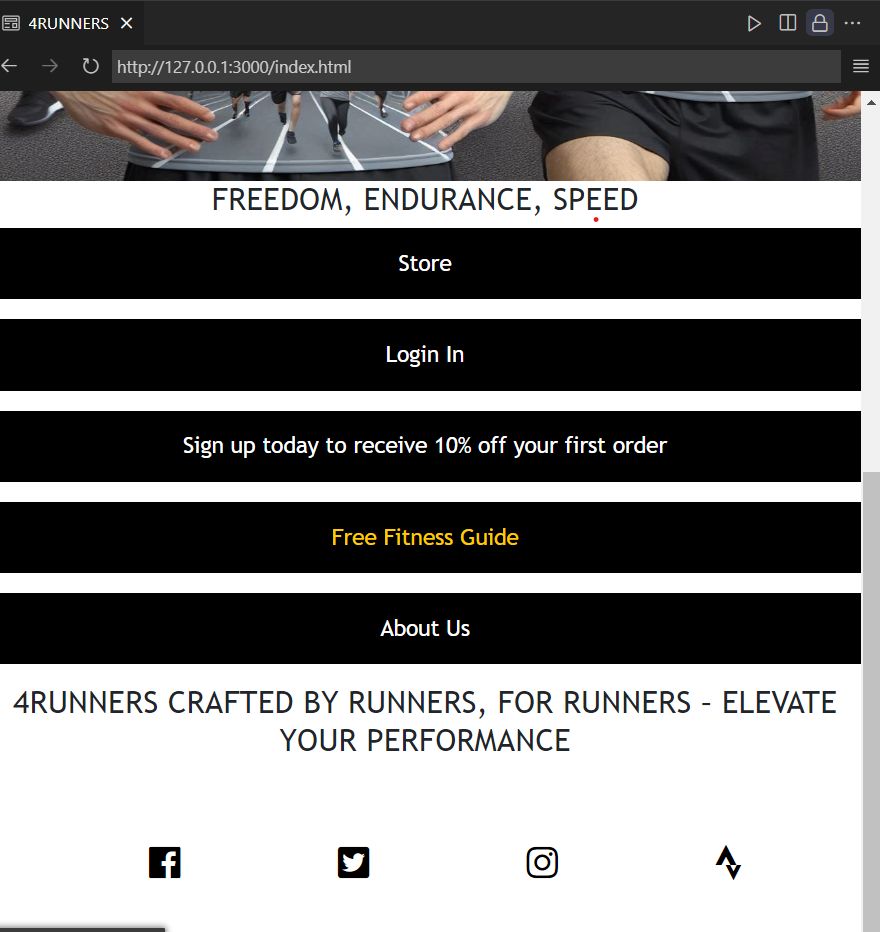 4RUNNERS
http://127.0.0.1:3000/index.html
FREEDOM, ENDURANCE, SPEED
Store
Login In
Sign up today to receive 10% off your first order
Free Fitness Guide
About Us
4RUNNERS CRAFTED BY RUNNERS, FOR RUNNERS - ELEVATE
YOUR PERFORMANCE